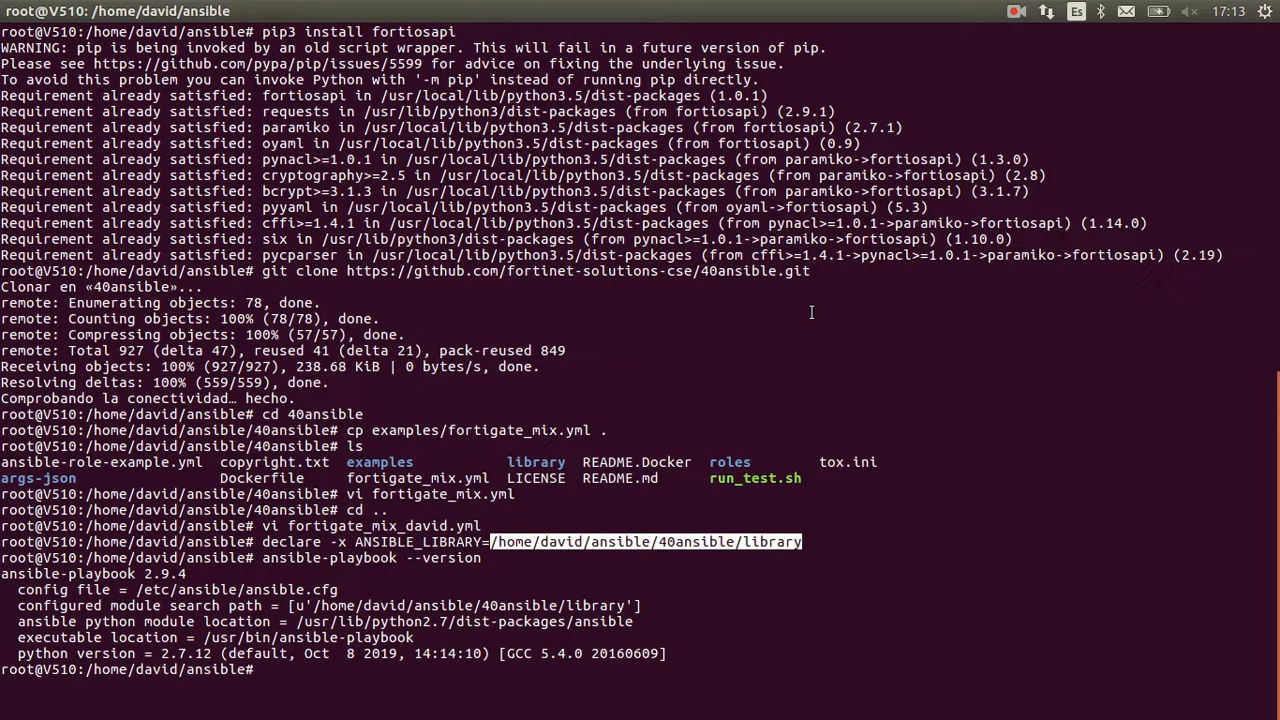 root@V510: /home/david/ansible
Es
17:13
root@V510:/home/david/ansible# pip3 install fortiosapi
WARNING: pip is being invoked by an old script wrapper. This will fail in a future version of pip.
Please see https://github.com/pypa/pip/issues/5599 for advice on fixing the underlying issue.
To avoid this problem you can invoke Python with '-m pip' instead of running pip directly.
Requirement already satisfied: fortiosapi in /usr/local/lib/python3.5/dist-packages (1.0.1)
Requirement already satisfied: requests in /usr/lib/python3/dist-packages (from fortiosapi) (2.9.1)
Requirement already satisfied: paramiko in /usr/local/lib/python3.5/dist-packages (from fortiosapi) (2.7.1)
Requirement already satisfied: oyaml in /usr/local/lib/python3.5/dist-packages (from fortiosapi) (0.9)
Requirement already satisfied: pynacl>=1.0.1 in /usr/local/lib/python3.5/dist-packages (from paramiko->fortiosapi) (1.3.0)
Requirement already satisfied: cryptography>=2.5 in /usr/local/lib/python3.5/dist-packages (from paramiko->fortiosapi) (2.8)
Requirement already satisfied: bcrypt>=3.1.3 in /usr/local/lib/python3.5/dist-packages (from paramiko->fortiosapi) (3.1.7)
Requirement already satisfied: pyyaml in /usr/local/lib/python3.5/dist-packages (from oyaml->fortiosapi) (5.3)
Requirement already satisfied: cffi>=1.4.1 in /usr/local/lib/python3.5/dist-packages (from pynacl>=1.0.1->paramiko->fortiosapi) (1.14.0)
Requirement already satisfied: six in /usr/lib/python3/dist-packages (from pynacl>=1.0.1->paramiko->fortiosapi) (1.10.0)
Requirement already satisfied: pycparser in /usr/local/lib/python3.5/dist-packages (from cffi>=1.4.1->pynacl>=1.0.1->paramiko->fortiosapi) (2.19)
root@V510:/home/david/ansible# git clone https://github.com/fortinet-solutions-cse/40ansible.git
Clonar en «40ansible»...
remote: Enumerating objects: 78, done.
remote: Counting objects: 100% (78/78), done.
remote: Compressing objects: 100% (57/57), done.
remote: Total 927 (delta 47), reused 41 (delta 21), pack-reused 849
Receiving objects: 100% (927/927), 238.68 KiB | 0 bytes/s, done.
Resolving deltas: 100% (559/559), done.
Comprobando la conectividad… hecho.
root@V510:/home/david/ansible# cd 40ansible
root@V510:/home/david/ansible/40ansible# cp examples/fortigate_mix.yml .
root@V510:/home/david/ansible/40ansible# ls
ansible-role-example.yml copyright.txt examples library README.Docker roles tox.ini
args-json Dockerfile fortigate_mix.yml LICENSE README.md run_test.sh
root@V510:/home/david/ansible/40ansible# vi fortigate_mix.yml
root@V510:/home/david/ansible/40ansible# cd ..
root@V510:/home/david/ansible# vi fortigate_mix_david.yml
root@V510:/home/david/ansible# declare -x ANSIBLE_LIBRARY=/home/david/ansible/40ansible/library
root@V510:/home/david/ansible# ansible-playbook --version
ansible-playbook 2.9.4
config file = /etc/ansible/ansible.cfg
configured module search path = [u'/home/david/ansible/40ansible/library']
ansible python module location = /usr/lib/python2.7/dist-packages/ansible
executable location = /usr/bin/ansible-playbook
python version = 2.7.12 (default, Oct  8 2019, 14:14:10) [GCC 5.4.0 20160609]
root@V510:/home/david/ansible#